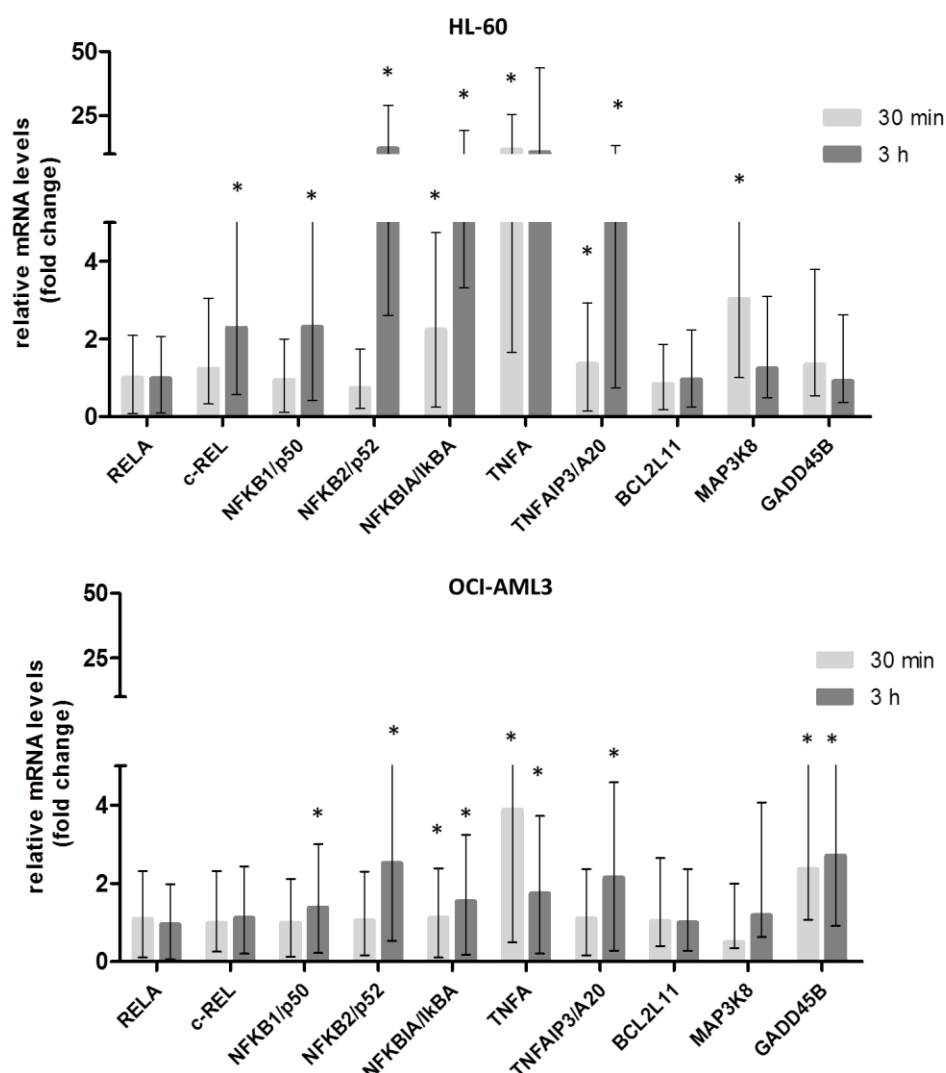 HL-60
relative mRNA levels
(fold change)
50
25
4
2
0
30 min
3 h
* * * * * * * * *
RELA
c-REL
NFKB1/p50
NFKB2/p52
NFKBIA/IkBA
TNFA
TNFAIP3/A20
BCL2L11
MAP3K8
GADD45B
OCI-AML3
relative mRNA levels
(fold change)
50
25
4
2
0
30 min
3 h
* * * * * * * * *
RELA
c-REL
NFKB1/p50
NFKB2/p52
NFKBIA/IkBA
TNFA
TNFAIP3/A20
BCL2L11
MAP3K8
GADD45B